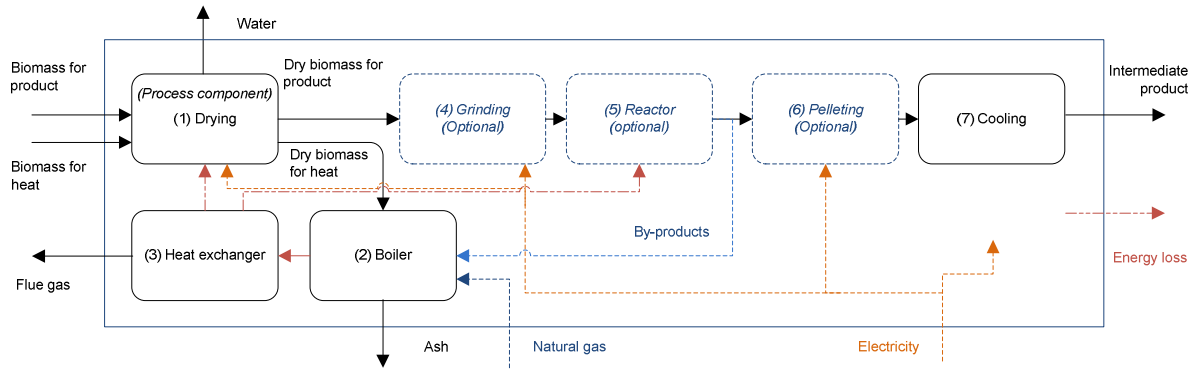 Water
Biomass for
product
Dry biomass for
product
Intermediate
product
(Process component)
(1) Drying
(4) Grinding
(Optional)
(5) Reactor
(optional)
(6) Pelleting
(Optional)
(7) Cooling
Biomass for
heat
Dry biomass
for heat
By-products
(3) Heat exchanger
(2) Boiler
Energy loss
Flue gas
Ash
Natural gas
Electricity